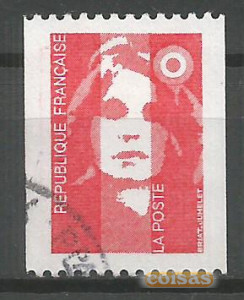 REPUBLIQUE FRANÇAISE
LA POSTE
BRIAT-JUMELET
coisas